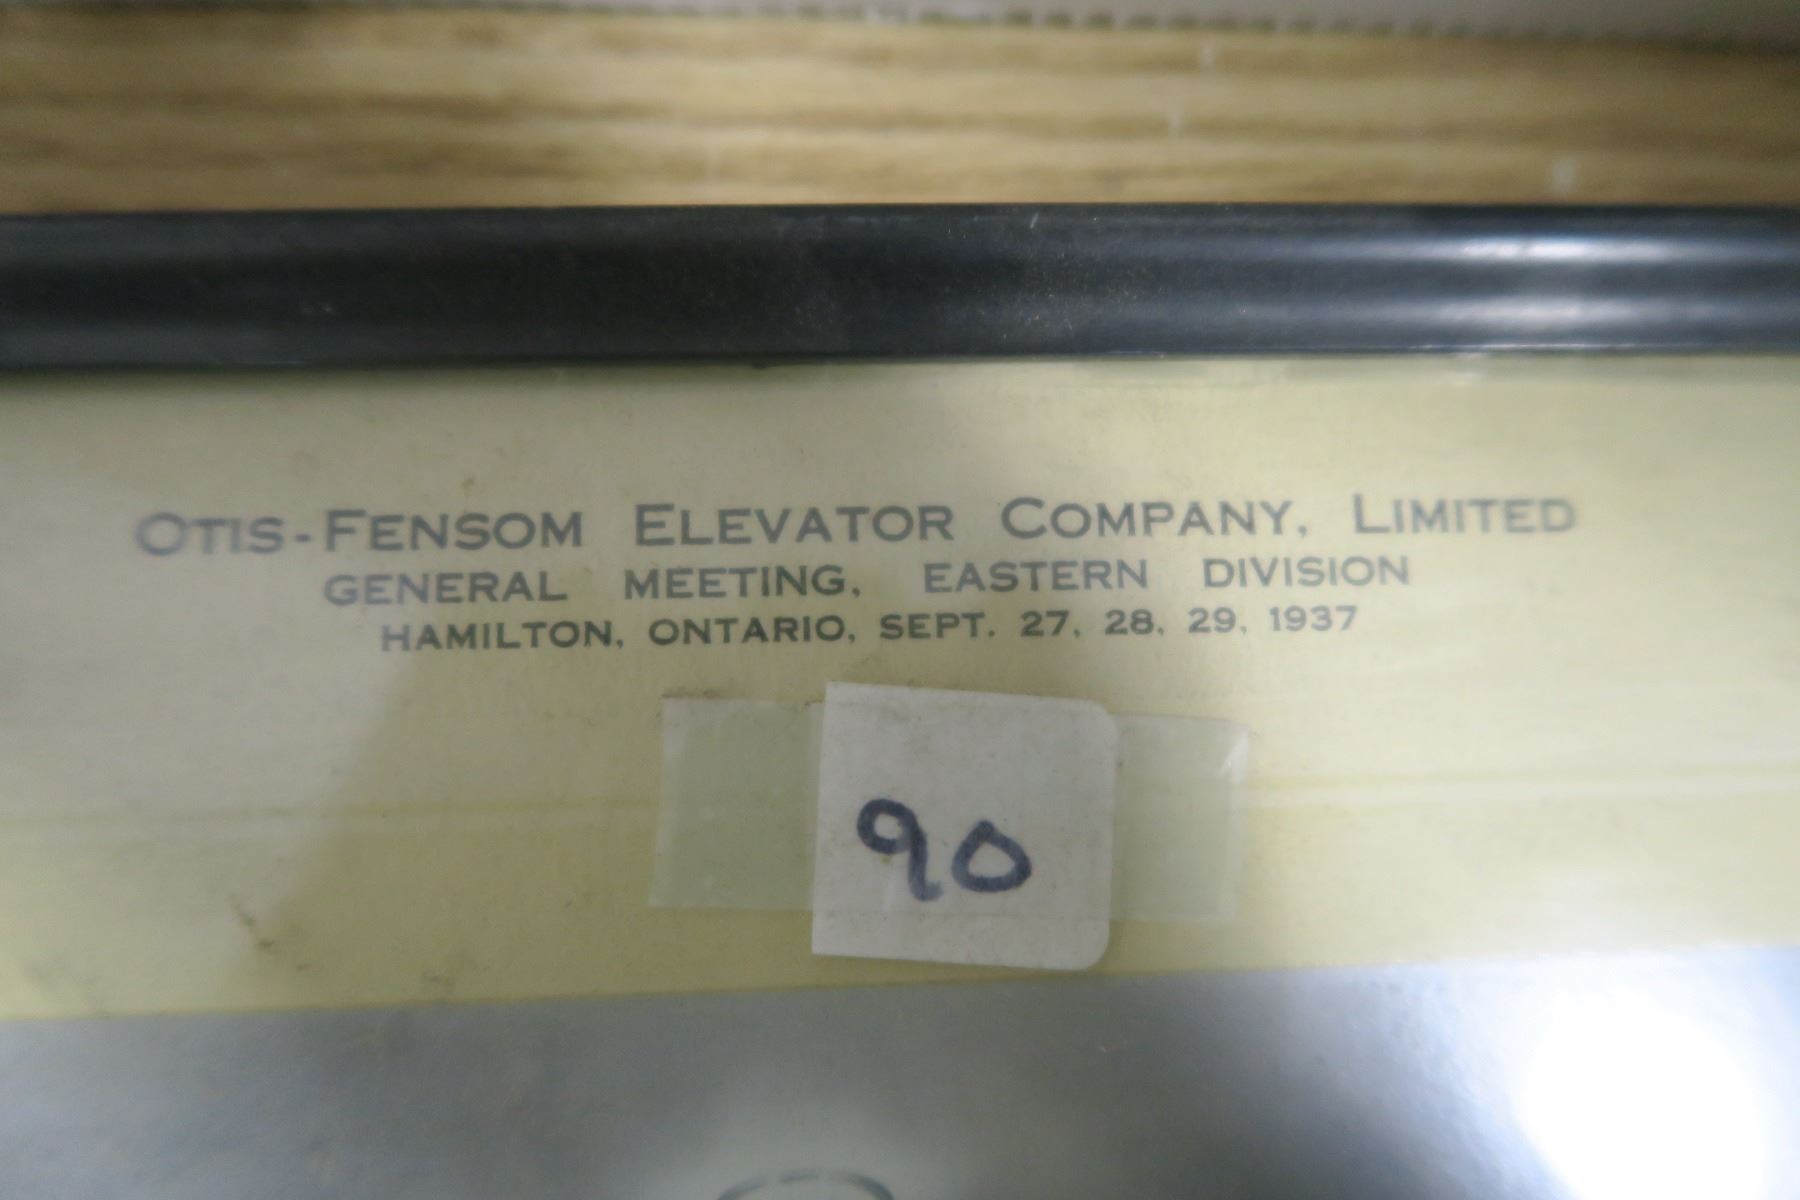 OTIS-FENSOM ELEVATOR COMPANY, LIMITED
GENERAL MEETING, EASTERN DIVISION
HAMILTON, ONTARIO, SEPT. 27, 28, 29, 1937
90